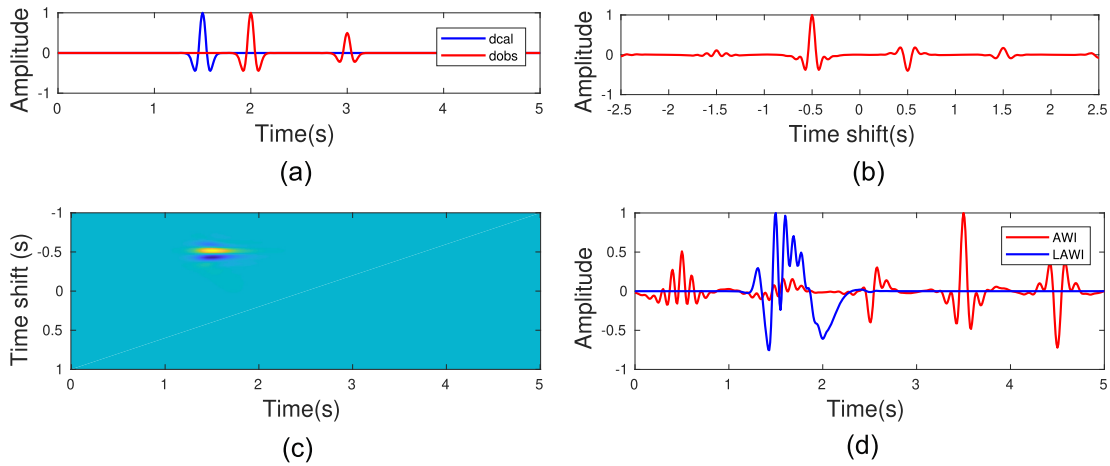 Amplitude
1
0
-1
dcal
dobs
0 1 2 3 4 5
Time(s)
(a)
Amplitude
1
0
-1
-2.5 -2 -1.5 -1 -0.5 0 0.5 1 1.5 2 2.5
Time shift(s)
(b)
Time shift (s)
-1
-0.5
0
0.5
1
0 1 2 3 4 5
Time(s)
(c)
Amplitude
1
0.5
0
-0.5
-1
AWI
LAWI
0 1 2 3 4 5
Time(s)
(d)